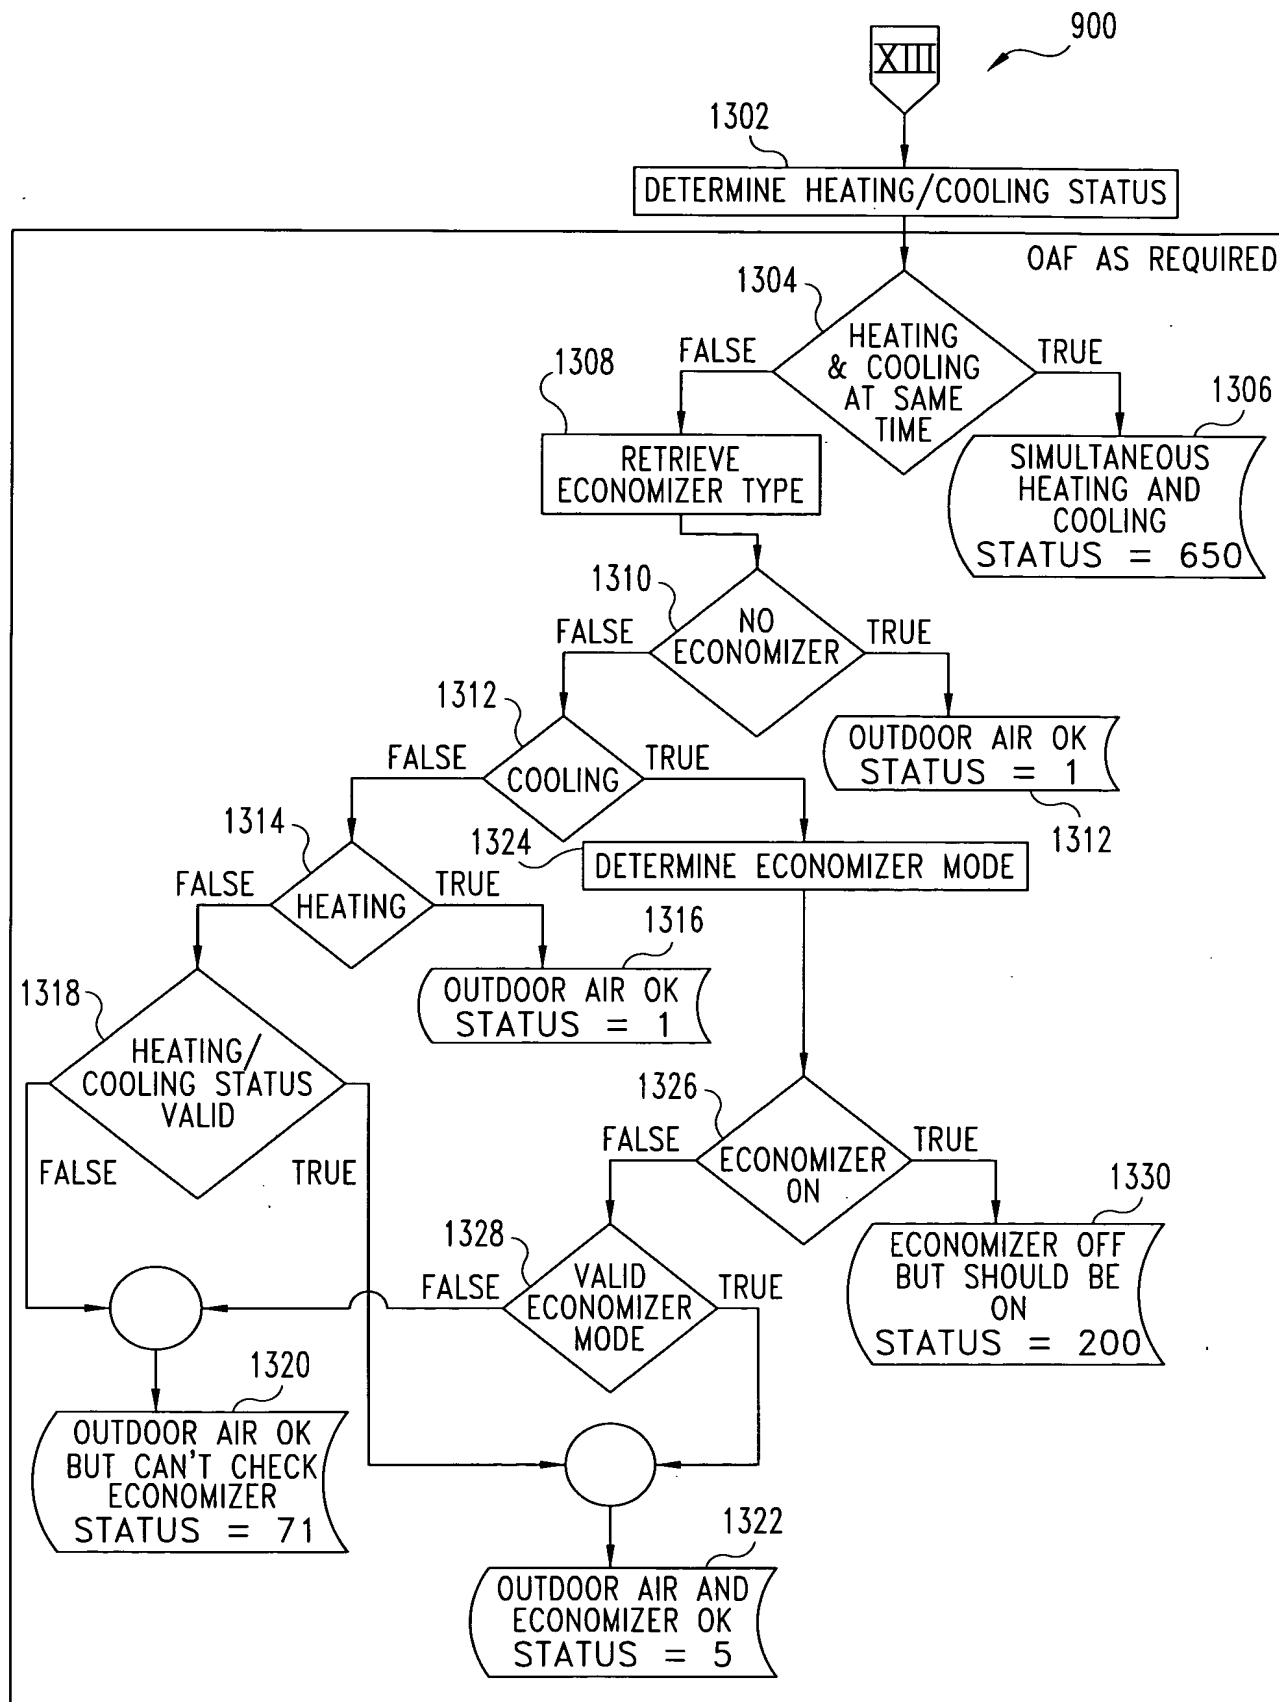 XIII
900
1302
DETERMINE HEATING/COOLING STATUS
OAF AS REQUIRED
1304
HEATING
& COOLING
AT SAME
TIME
FALSE
TRUE
1308
RETRIEVE
ECONOMIZER TYPE
1306
SIMULTANEOUS
HEATING AND
COOLING
STATUS = 650
1310
NO
ECONOMIZER
FALSE
TRUE
1312
COOLING
FALSE
TRUE
OUTDOOR AIR OK
STATUS = 1
1312
1314
HEATING
FALSE
TRUE
1324
DETERMINE ECONOMIZER MODE
1316
OUTDOOR AIR OK
STATUS = 1
1318
HEATING/
COOLING STATUS
VALID
FALSE
TRUE
1326
ECONOMIZER
ON
FALSE
TRUE
1330
ECONOMIZER OFF
BUT SHOULD BE
ON
STATUS = 200
1328
VALID
ECONOMIZER
MODE
FALSE
TRUE
1320
OUTDOOR AIR OK
BUT CAN'T CHECK
ECONOMIZER
STATUS = 71
1322
OUTDOOR AIR AND
ECONOMIZER OK
STATUS = 5